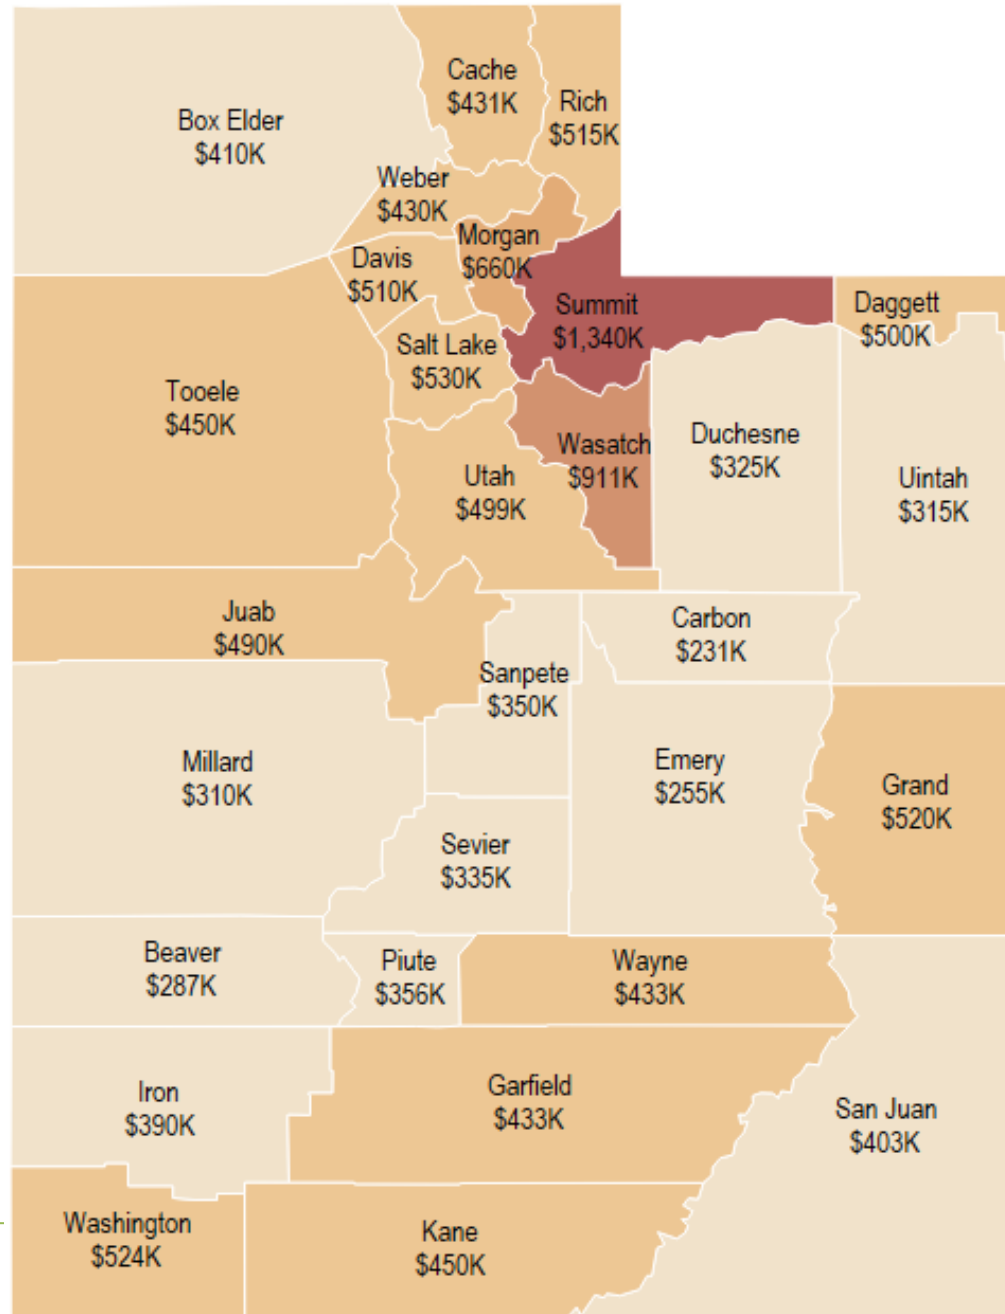 Cache
$431K
Rich
$515K
Box Elder
$410K
Weber
$430K
Morgan
$660K
Davis
$510K
Summit
$1,340K
Daggett
$500K
Salt Lake
$530K
Tooele
$450K
Wasatch
$911K
Duchesne
$325K
Utah
$499K
Uintah
$315K
Juab
$490K
Carbon
$231K
Sanpete
$350K
Millard
$310K
Emery
$255K
Grand
$520K
Sevier
$335K
Beaver
$287K
Piute
$356K
Wayne
$433K
Iron
$390K
Garfield
$433K
San Juan
$403K
Washington
$524K
Kane
$450K